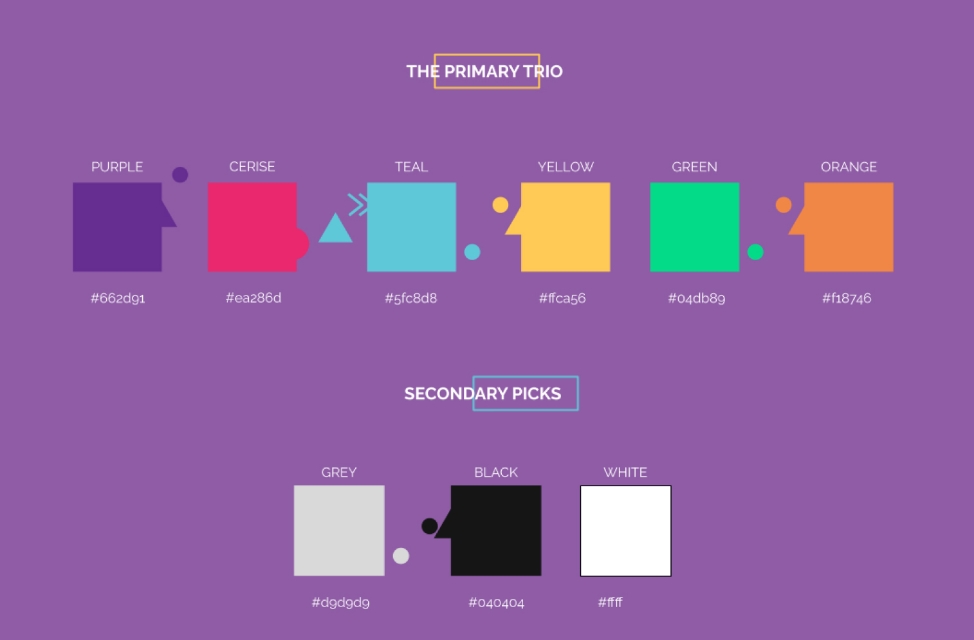 THE PRIMARY TRIO
PURPLE CERISE TEAL YELLOW GREEN ORANGE
#662d91 #ea286d #5fc8d8 #ffca56 #04db89 #f18746
SECONDARY PICKS
GREY BLACK WHITE
#d9d9d9 #040404 #ffff